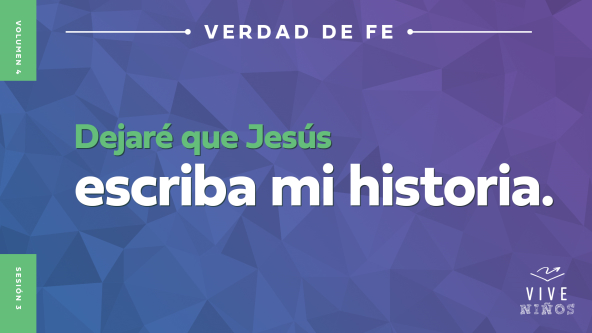 VOLUMEN 4
VERDAD DE FE
Dejaré que Jesús
escriba mi historia.
SESIÓN 3
VIVE
NIÑOS